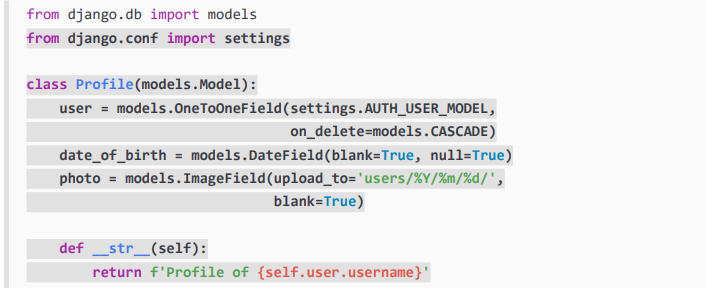 from django.db import models
from django.conf import settings
class Profile(models.Model):
    user = models.OneToOneField(settings.AUTH_USER_MODEL,
                                on_delete=models.CASCADE)
    date_of_birth = models.DateField(blank=True, null=True)
    photo = models.ImageField(upload_to='users/%Y/%m/%d/',
                              blank=True)
    def __str__(self):
        return f'Profile of {self.user.username}'